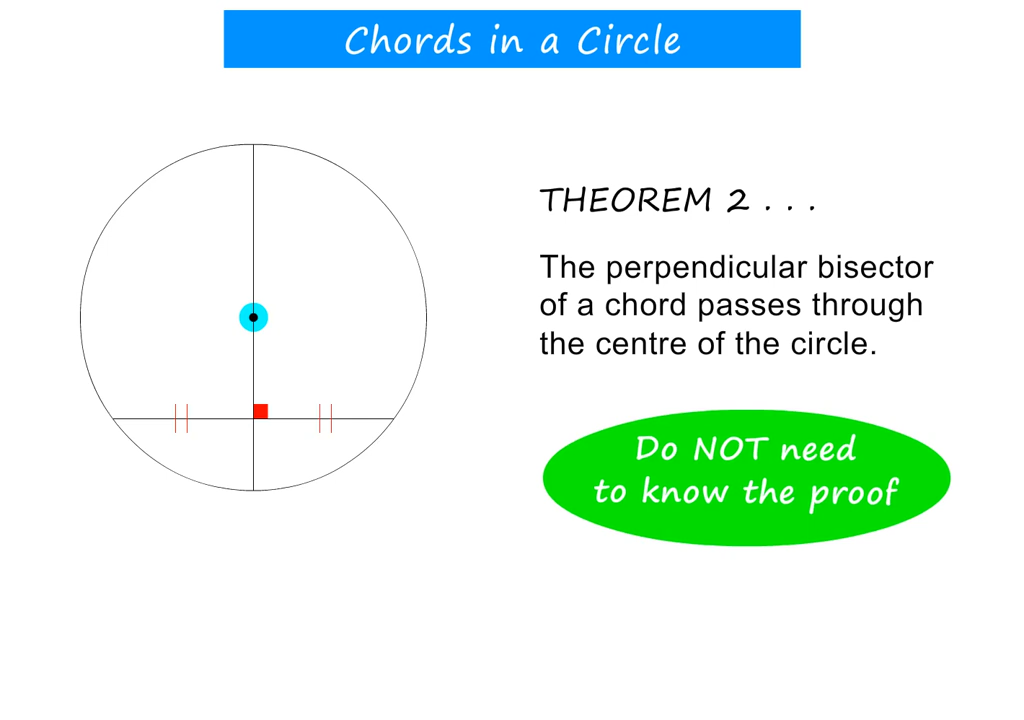 Chords in a Circle
THEOREM 2 . . .
The perpendicular bisector
of a chord passes through
the centre of the circle.
Do NOT need
to know the proof